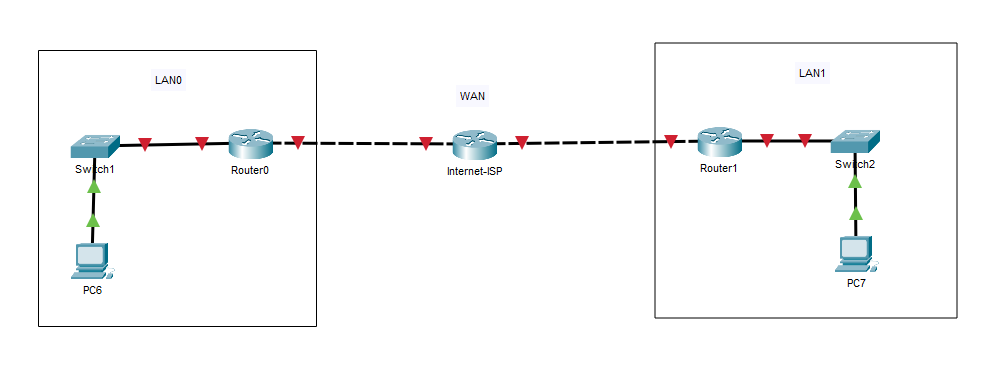 LAN0
WAN
LAN1
Switch1
Router0
Internet-ISP
Router1
Switch2
PC6
PC7